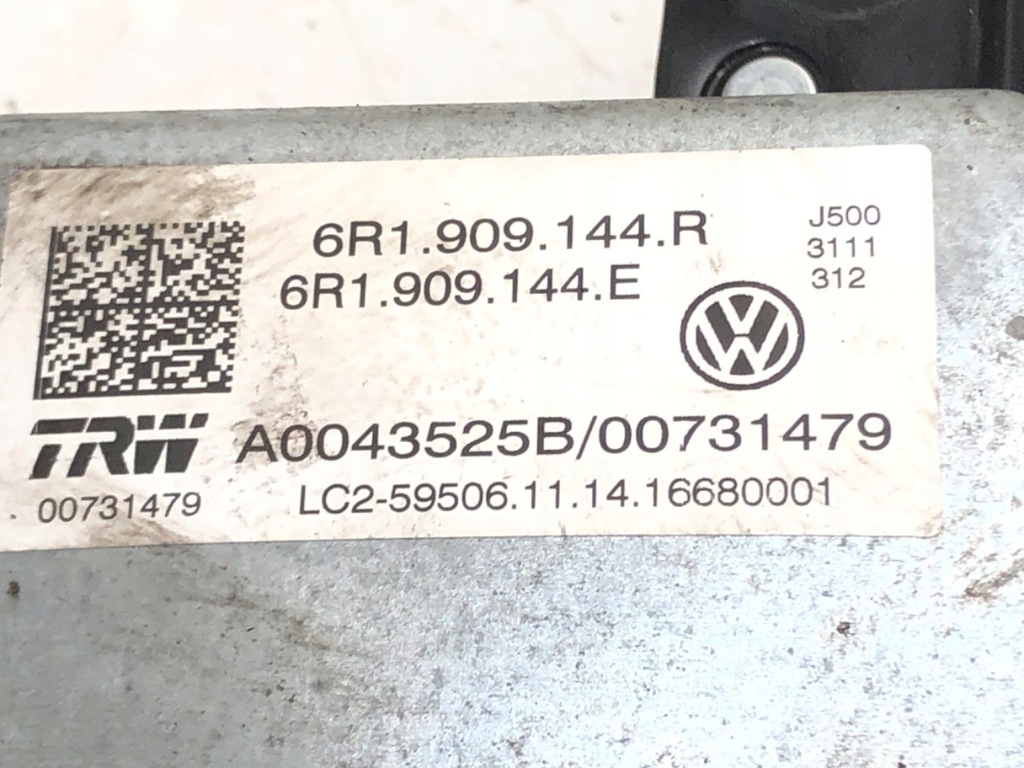 6R1.909.144.R
6R1.909.144.E
J500
3111
312
TRW
00731479
A0043525B/00731479
LC2-59506.11.14.16680001